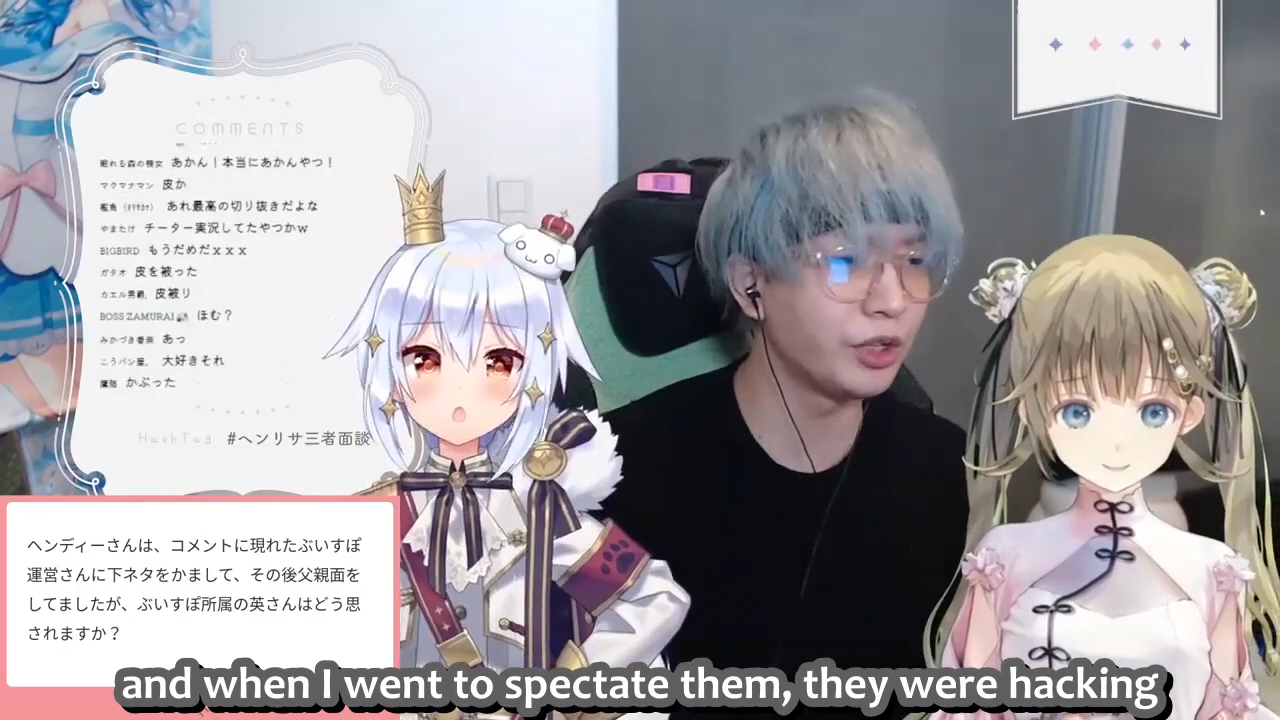 COMMENTS
眠れる森の養女 あかん！本当にあかんやつ！
マクマナマン 皮か
あれ最高の切り抜きだよな
やまたけ チーター実況してたやつかｗ
BIGBIRD もうだめだｘｘｘ
ガタオ 皮を被った
カエル男爵, 皮被り
BOSS ZAMURAI ほむ？
みかづき番曲 あっ
こうパン屋, 大好きそれ
かぶった
HashTag #ヘンリサ三者面談
ヘンディーさんは、コメントに現れたぶいすぽ
運営さんに下ネタをかまして、その後父親面を
してましたが、ぶいすぽ所属の英さんはどう思
されますか？
and when I went to spectate them, they were hacking